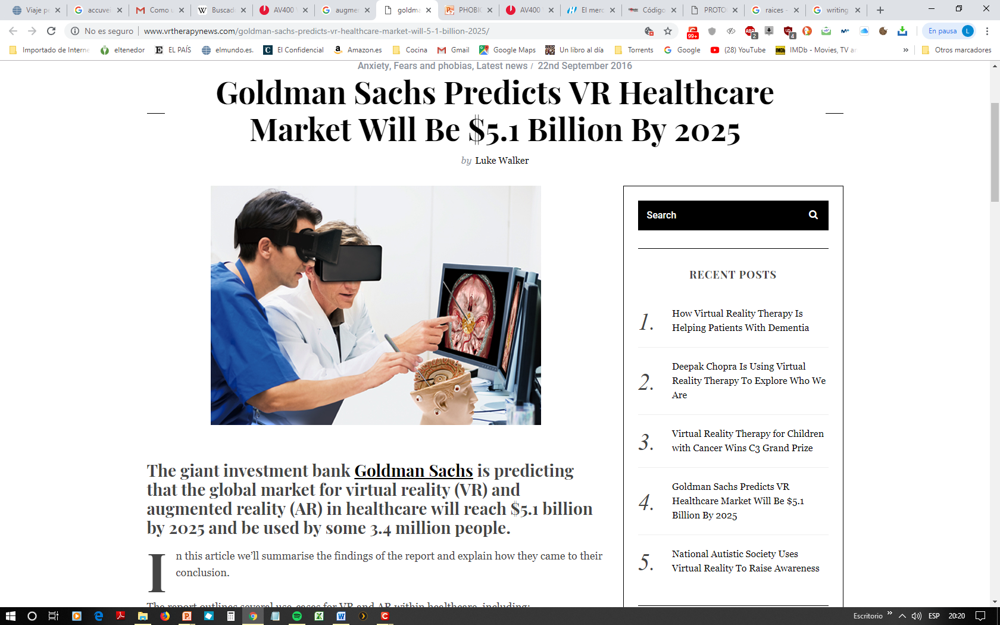 Viaje p
accuvei
Como u
Buscad
AV400
augmen
goldma
PHOBIC
AV400
El merc
Código
PROTO
raices -
writing
No es seguro
www.vrtherapynews.com/goldman-sachs-predicts-vr-healthcare-market-will-5-1-billion-2025/
99+
2
4
En pausa L
Importado de Interne
eltenedor
EL PAÍS
elmundo.es.
El Confidencial
Amazon.es
Cocina
Gmail
Google Maps
Un libro al día
Torrents
Google
(28) YouTube
IMDb - Movies, TV an
»
Otros marcadores
Anxiety, Fears and phobias, Latest news / 22nd September 2016
Goldman Sachs Predicts VR Healthcare
Market Will Be $5.1 Billion By 2025
by Luke Walker
The giant investment bank Goldman Sachs is predicting
that the global market for virtual reality (VR) and
augmented reality (AR) in healthcare will reach $5.1 billion
by 2025 and be used by some 3.4 million people.
In this article we’ll summarise the findings of the report and explain how they came to their
conclusion.
The report outlines several use-cases for VR and AR within healthcare, including:
Search
RECENT POSTS
1. How Virtual Reality Therapy Is
Helping Patients With Dementia
2. Deepak Chopra Is Using Virtual
Reality Therapy To Explore Who We
Are
3. Virtual Reality Therapy for Children
with Cancer Wins C3 Grand Prize
4. Goldman Sachs Predicts VR
Healthcare Market Will Be $5.1
Billion By 2025
5. National Autistic Society Uses
Virtual Reality To Raise Awareness
Escritorio » ESP 20:20